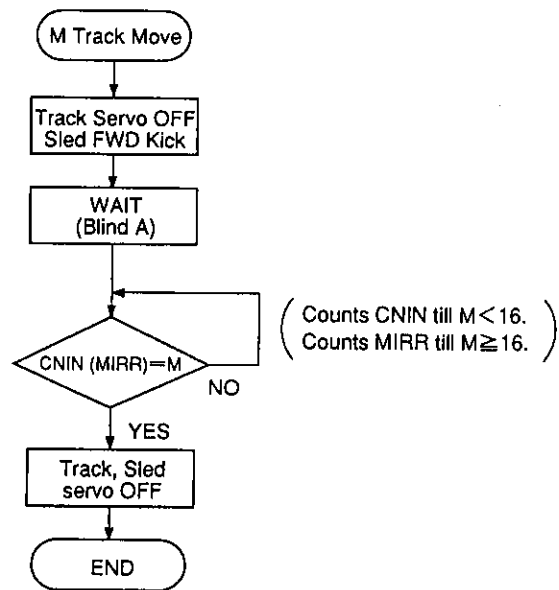 M Track Move
Track Servo OFF
Sled FWD Kick
WAIT
(Blind A)
CNIN (MIRR)=M
NO
Counts CNIN till M<16.
Counts MIRR till M≧16.
YES
Track, Sled
servo OFF
END